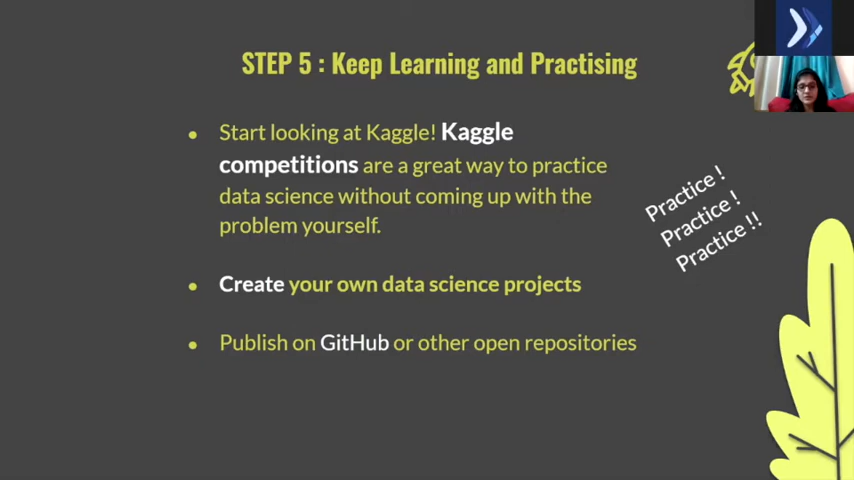 STEP 5 : Keep Learning and Practising
Start looking at Kaggle! Kaggle
competitions are a great way to practice
data science without coming up with the
problem yourself.
Create your own data science projects
Publish on GitHub or other open repositories
Practice !
Practice !
Practice !!